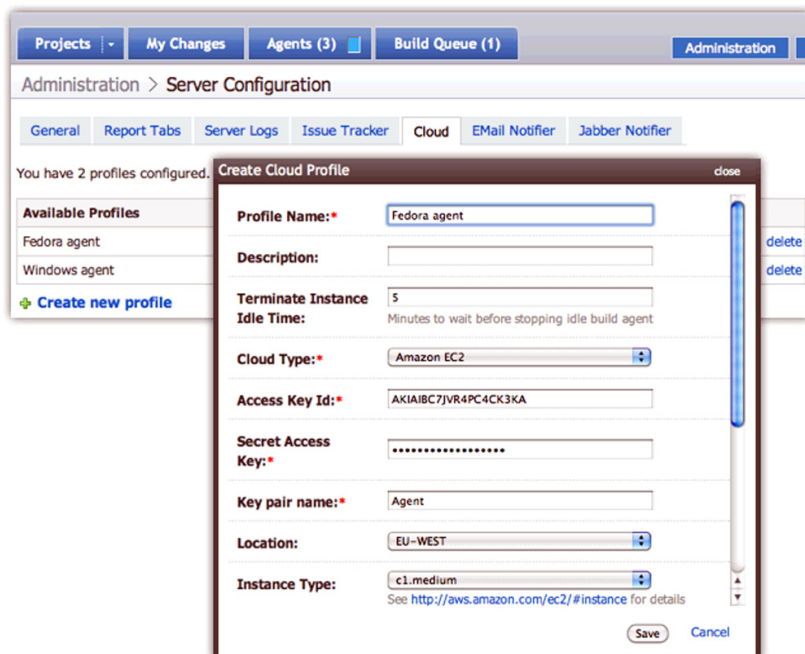 Projects
My Changes
Agents (3)
Build Queue (1)
Administration
Administration > Server Configuration
General
Report Tabs
Server Logs
Issue Tracker
Cloud
EMail Notifier
Jabber Notifier
You have 2 profiles configured.
Available Profiles
Fedora agent
delete
Windows agent
delete
Create new profile
Create Cloud Profile
close
Profile Name:*
Fedora agent
Description:
Terminate Instance
Idle Time:
5
Minutes to wait before stopping idle build agent
Cloud Type:*
Amazon EC2
Access Key Id:*
AKIAIBC7JVR4PC4CK3KA
Secret Access
Key:*
••••••••••••••••••
Key pair name:*
Agent
Location:
EU-WEST
Instance Type:
c1.medium
See http://aws.amazon.com/ec2/#instance for details
Save
Cancel